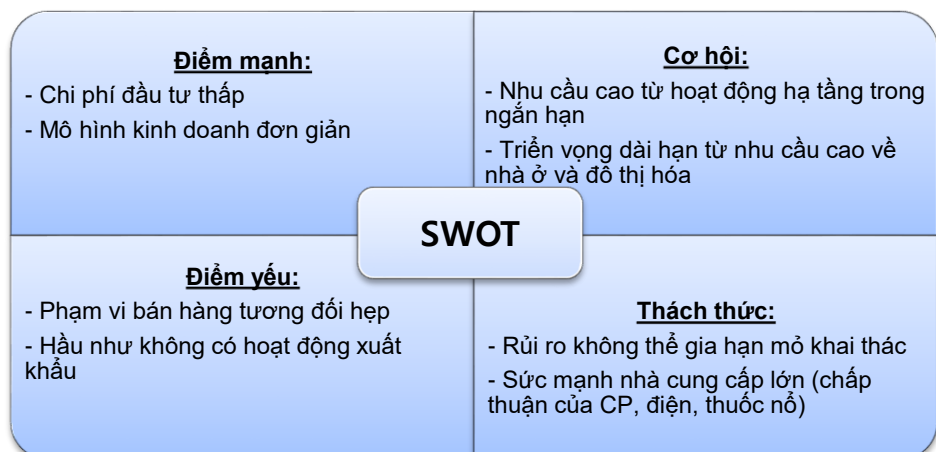 Điểm mạnh:
- Chi phí đầu tư thấp
- Mô hình kinh doanh đơn giản
Cơ hội:
- Nhu cầu cao từ hoạt động hạ tầng trong
ngắn hạn
- Triển vọng dài hạn từ nhu cầu cao về
nhà ở và đô thị hóa
SWOT
Điểm yếu:
- Phạm vi bán hàng tương đối hẹp
- Hầu như không có hoạt động xuất
khẩu
Thách thức:
- Rủi ro không thể gia hạn mỏ khai thác
- Sức mạnh nhà cung cấp lớn (chấp
thuận của CP, điện, thuốc nổ)